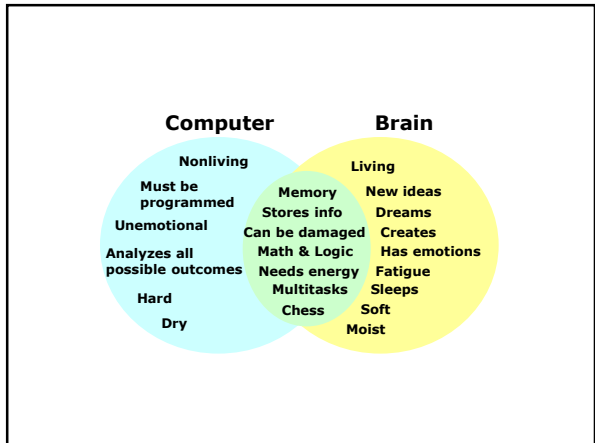 Computer
Brain
Nonliving
Must be
programmed
Unemotional
Analyzes all
possible outcomes
Hard
Dry
Memory
Stores info
Can be damaged
Math & Logic
Needs energy
Multitasks
Chess
Living
New ideas
Dreams
Creates
Has emotions
Fatigue
Sleeps
Soft
Moist